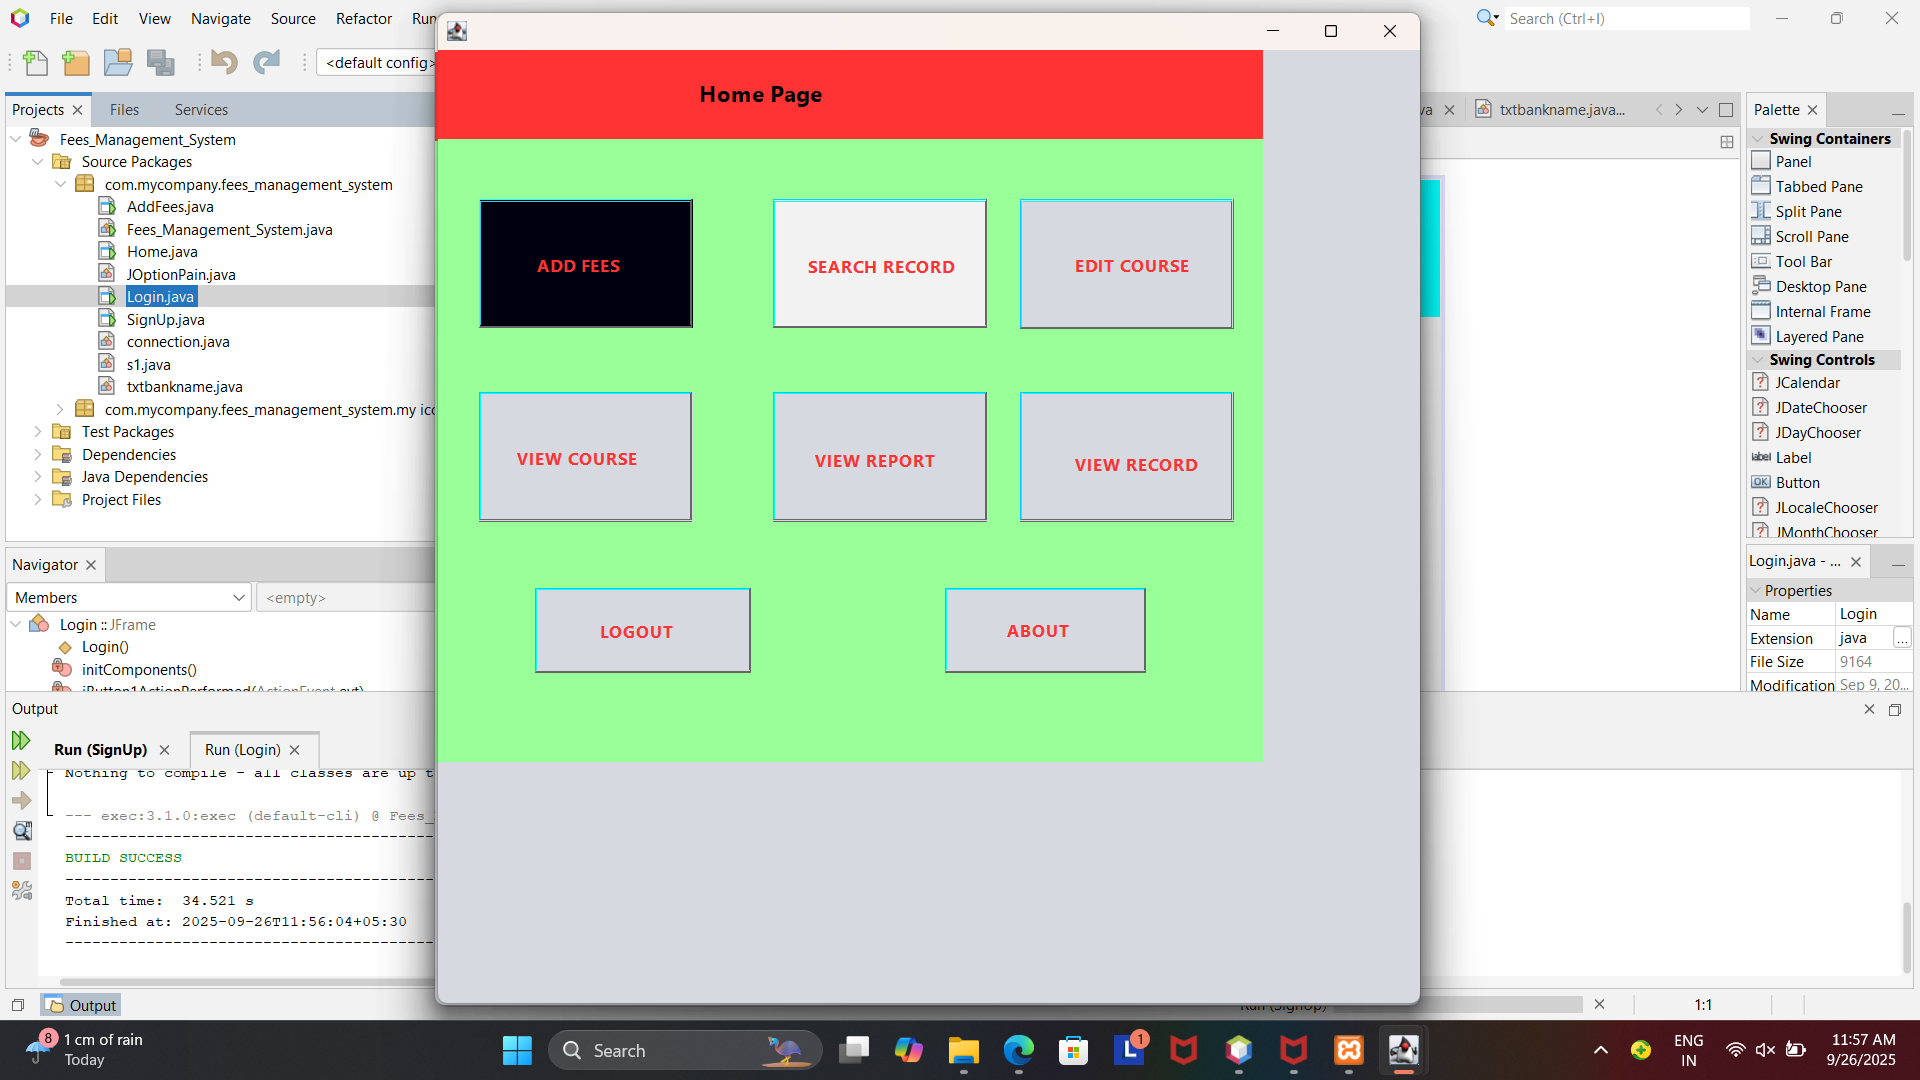 File Edit View Navigate Source Refactor Run
Search (Ctrl+I)
<default config>
Projects
Files
Services
Fees_Management_System
Source Packages
com.mycompany.fees_management_system
AddFees.java
Fees_Management_System.java
Home.java
JOptionPain.java
Login.java
SignUp.java
connection.java
s1.java
txtbankname.java
com.mycompany.fees_management_system.my ico
Test Packages
Dependencies
Java Dependencies
Project Files
Navigator
Members
<empty>
Login :: JFrame
Login()
initComponents()
jButton1ActionPerformed(ActionEvent evt)
Home Page
ADD FEES
SEARCH RECORD
EDIT COURSE
VIEW COURSE
VIEW REPORT
VIEW RECORD
LOGOUT
ABOUT
va
txtbankname.java...
Palette
Swing Containers
Panel
Tabbed Pane
Split Pane
Scroll Pane
Tool Bar
Desktop Pane
Internal Frame
Layered Pane
Swing Controls
JCalendar
JDateChooser
JDayChooser
label Label
OK Button
JLocaleChooser
JMonthChooser
Login.java - ...
Properties
Name Login
Extension java ...
File Size 9164
Modification Sep 9, 20...
Output
Run (SignUp)
Run (Login)
Nothing to compile - all classes are up t
--- exec:3.1.0:exec (default-cli) @ Fees_
BUILD SUCCESS
Total time: 34.521 s
Finished at: 2025-09-26T11:56:04+05:30
Output
Run (SignUp)
1:1
8
1 cm of rain
Today
Search
L
1
ENG
IN
11:57 AM
9/26/2025